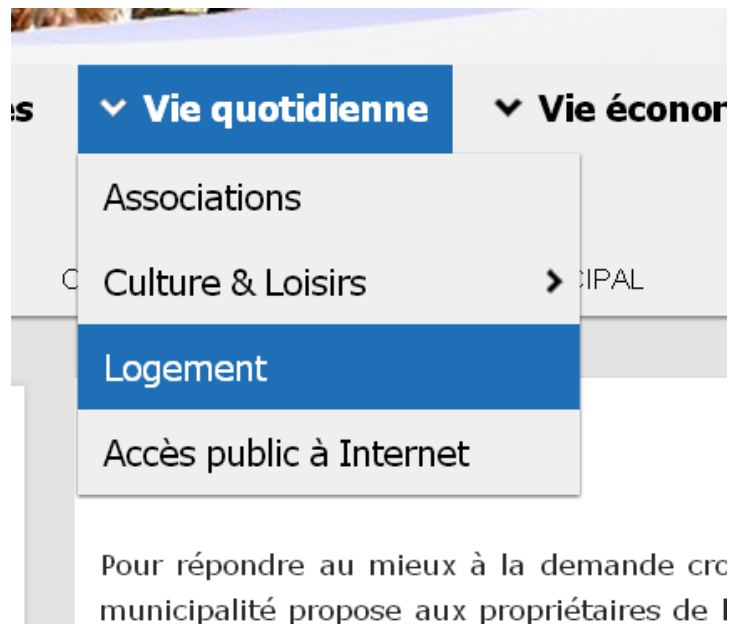 Vie quotidienne Vie
Associations
Culture & Loisirs
Logement
Accès public à Internet
Pour répondre au mieux à la demande
municipalité propose aux propriétaires de